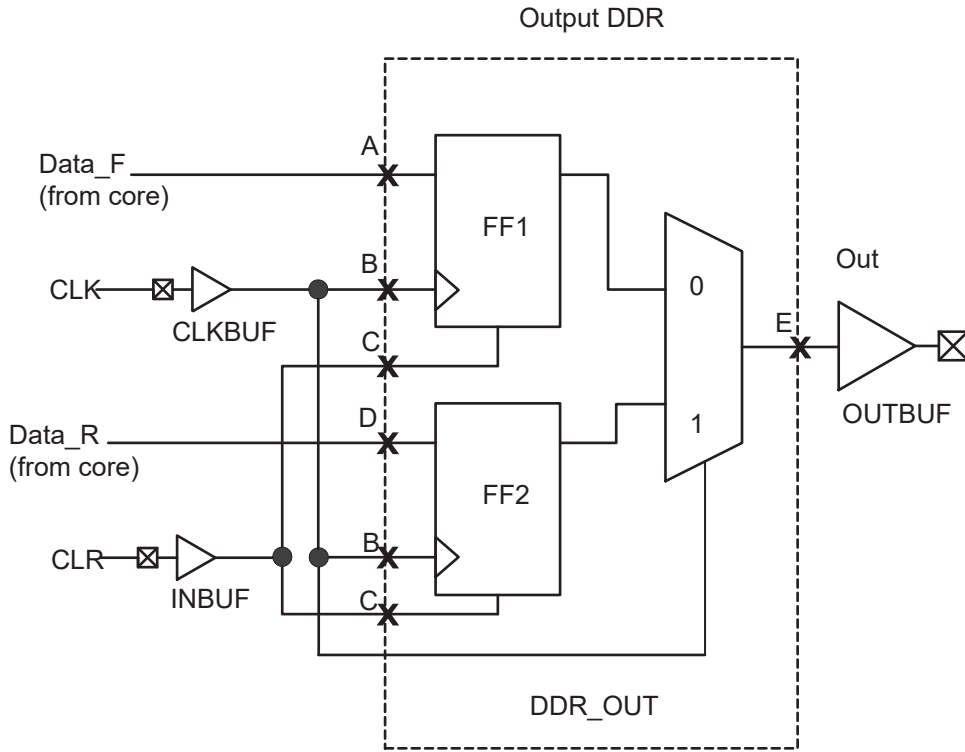 Output DDR
A
Data_F
(from core)
FF1
B
CLK
CLKBUF
C
0
Out
E
OUTBUF
D
Data_R
(from core)
1
FF2
B
CLR
INBUF
C
DDR_OUT